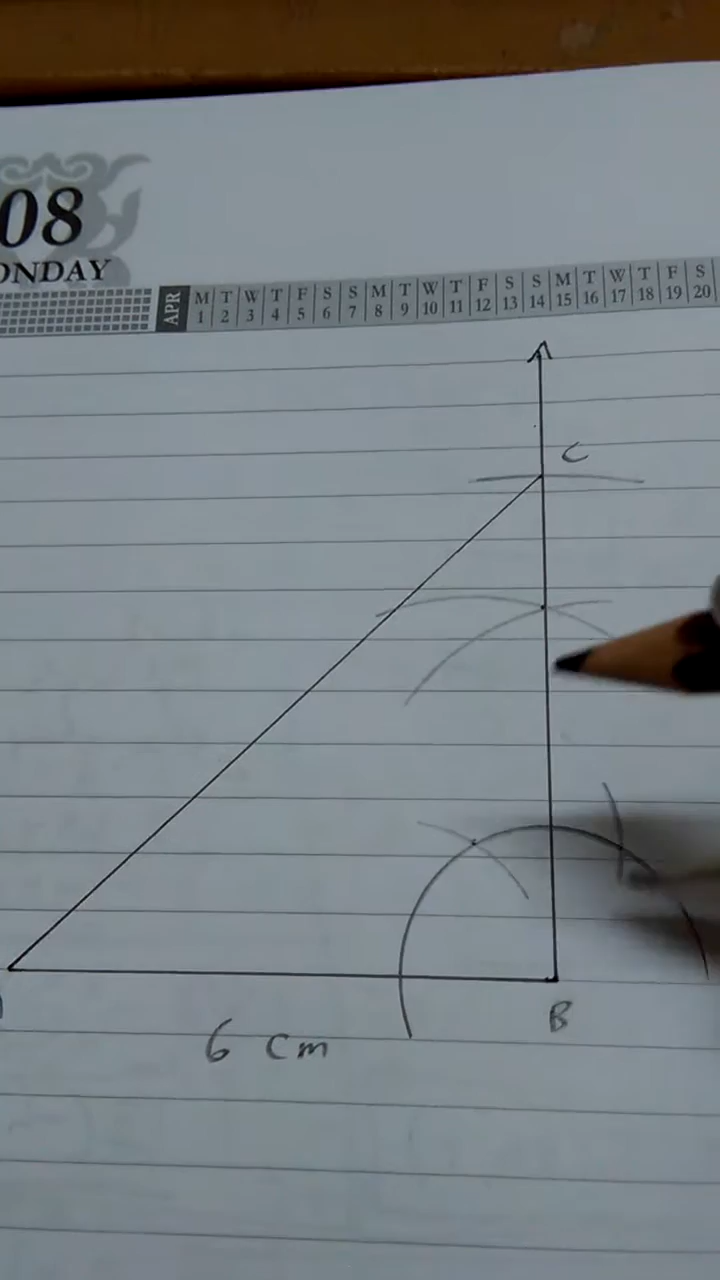 08
ONDAY
APR M T W T F S S M T W T F S S M T W T F S
1 2 3 4 5 6 7 8 9 10 11 12 13 14 15 16 17 18 19 20
C
B
6 cm